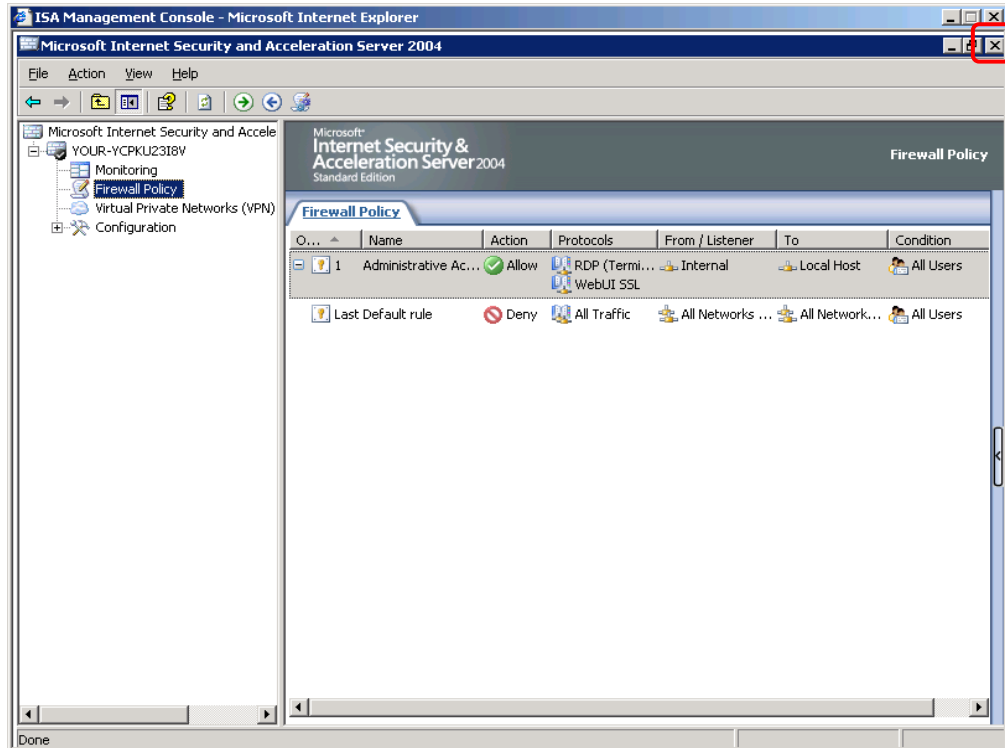 ISA Management Console - Microsoft Internet Explorer
Microsoft Internet Security and Acceleration Server 2004
File Action View Help
Microsoft Internet Security and Accele
YOUR-YCPKU23I8V
Monitoring
Firewall Policy
Virtual Private Networks (VPN)
Configuration
Microsoft
Internet Security &
Acceleration Server 2004
Standard Edition
Firewall Policy
Firewall Policy
O... Name Action Protocols From / Listener To Condition
1 Administrative Ac... Allow RDP (Termi... Internal Local Host All Users
WebUI SSL
Last Default rule Deny All Traffic All Networks ... All Network... All Users
Done